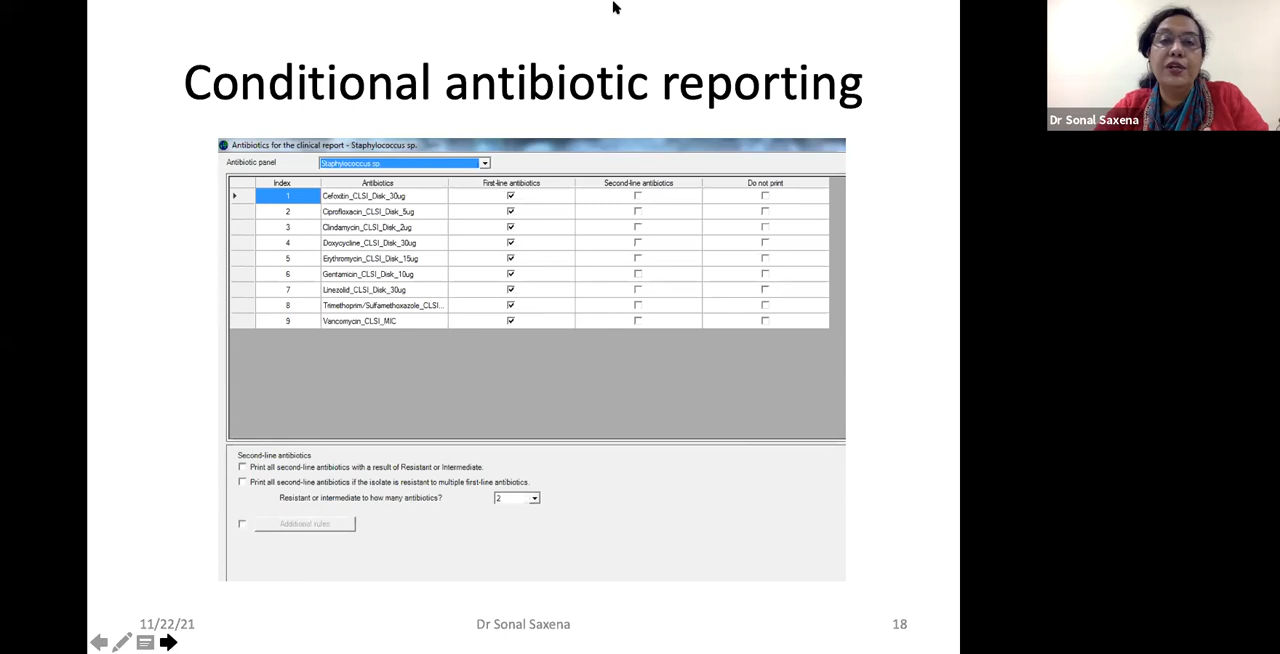 Conditional antibiotic reporting
Dr Sonal Saxena
Antibiotics for the clinical report - Staphylococcus sp.
Antibiotic panel Staphylococcus sp.
Index Antibiotics First-line antibiotics Second-line antibiotics Do not print
1 Cefoxitin_CLSI_Disk_30ug
2 Ciprofloxacin_CLSI_Disk_5ug
3 Clindamycin_CLSI_Disk_2ug
4 Doxycycline_CLSI_Disk_30ug
5 Erythromycin_CLSI_Disk_15ug
6 Gentamicin_CLSI_Disk_10ug
7 Linezolid_CLSI_Disk_30ug
8 Trimethoprim/Sulfamethoxazole_CLSI...
9 Vancomycin_CLSI_MIC
Second-line antibiotics
Print all second-line antibiotics with a result of Resistant or Intermediate.
Print all second-line antibiotics if the isolate is resistant to multiple first-line antibiotics.
Resistant or intermediate to how many antibiotics? 2
Additional rules
11/22/21 Dr Sonal Saxena 18